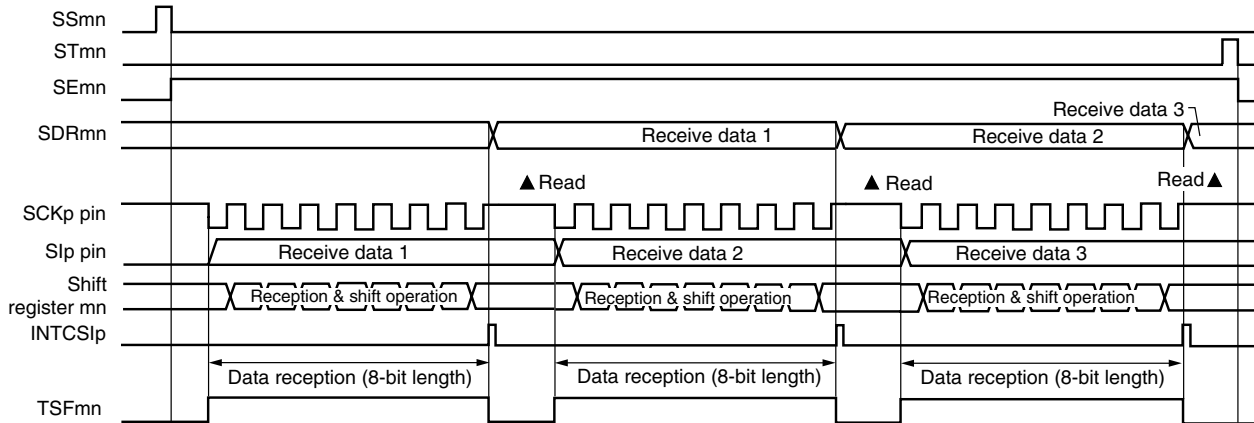 SSmn
STmn
SEmn
Receive data 3
SDRmn Receive data 1 Receive data 2
▲ Read ▲ Read Read ▲
SCKp pin
SIp pin Receive data 1 Receive data 2 Receive data 3
Shift
register mn Reception & shift operation Reception & shift operation Reception & shift operation
INTCSIp
Data reception (8-bit length) Data reception (8-bit length) Data reception (8-bit length)
TSFmn